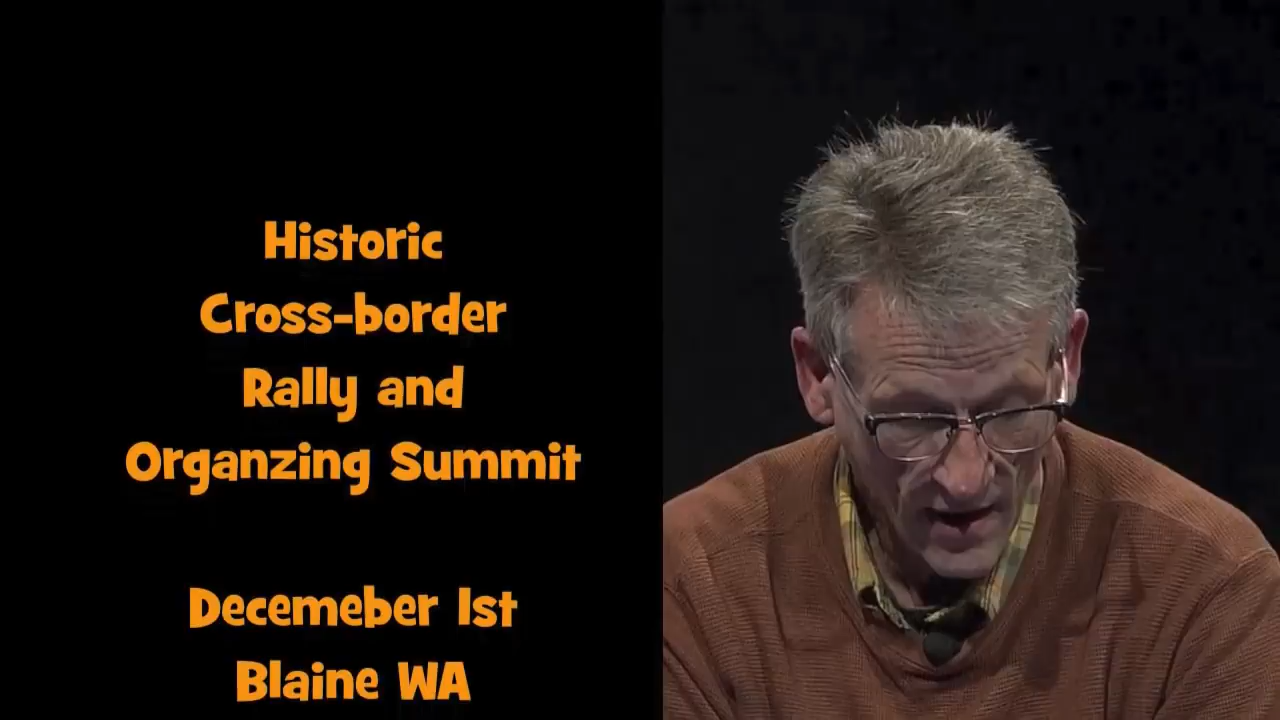 Historic
Cross-border
Rally and
Organzing Summit
Decemeber 1st
Blaine WA